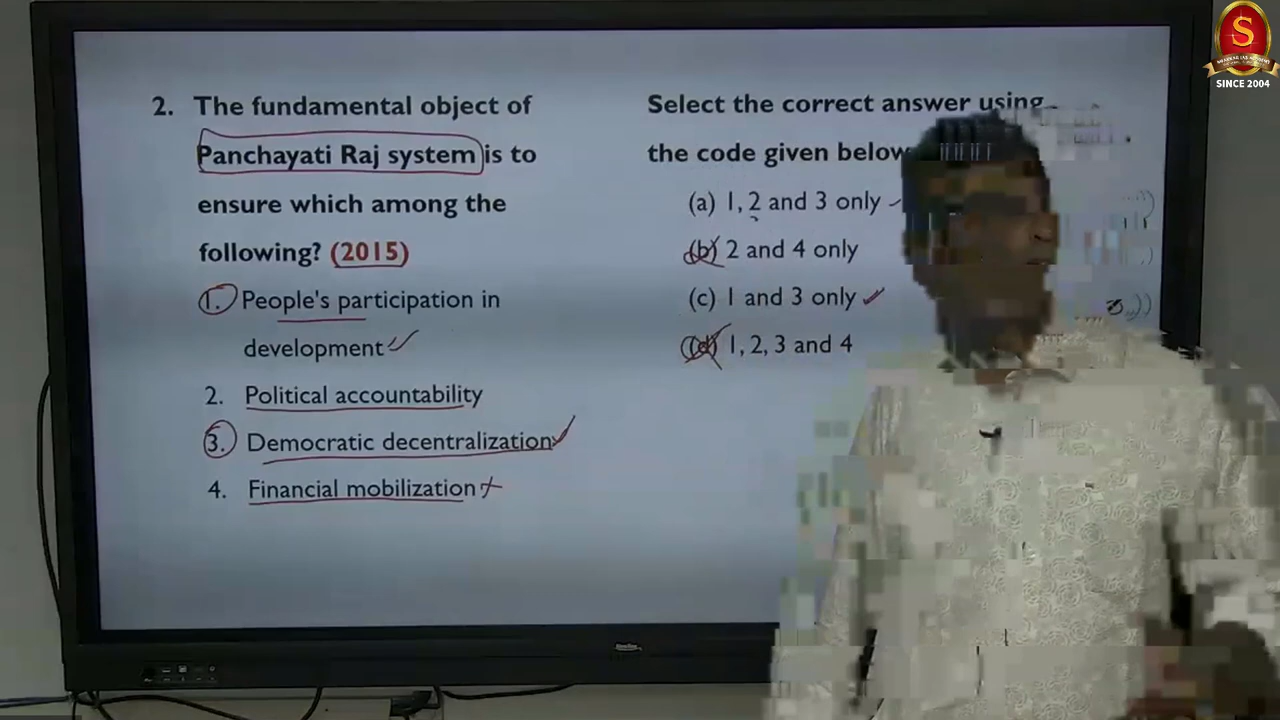 2. The fundamental object of
Panchayati Raj system is to
ensure which among the
following? (2015)
1. People's participation in
development
2. Political accountability
3. Democratic decentralization
4. Financial mobilization
Select the correct answer using
the code given below
(a) 1, 2 and 3 only
(b) 2 and 4 only
(c) 1 and 3 only
(d) 1, 2, 3 and 4
S
SINCE 2004